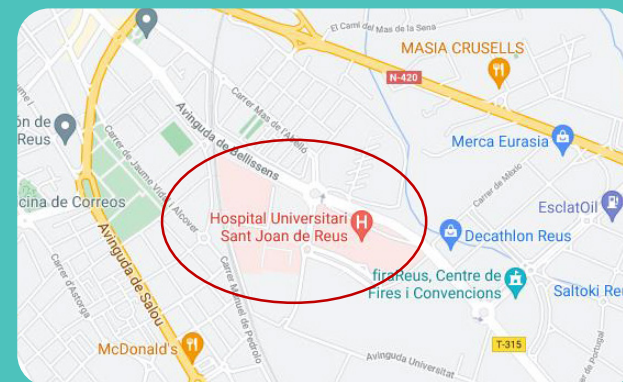 El Camí del Mas de la Sena
MASIA CRUSELLS
N-420
Avinguda de Bellissens
Carrer Mas de l'Abelló
ón de
Reus
Merca Eurasia
Carrer de Jaume Vidal i Alcover
Carrer de Mèxic
cina de Correos
EsclatOil
Hospital Universitari
Sant Joan de Reus
Decathlon Reus
Avinguda de Salou
Carrer d'Astorga
firaReus, Centre de
Fires i Convencions
Saltoki Re
Carrer Manuel de Pedrolo
McDonald's
T-315
Avinguda Universitat
de Portugal